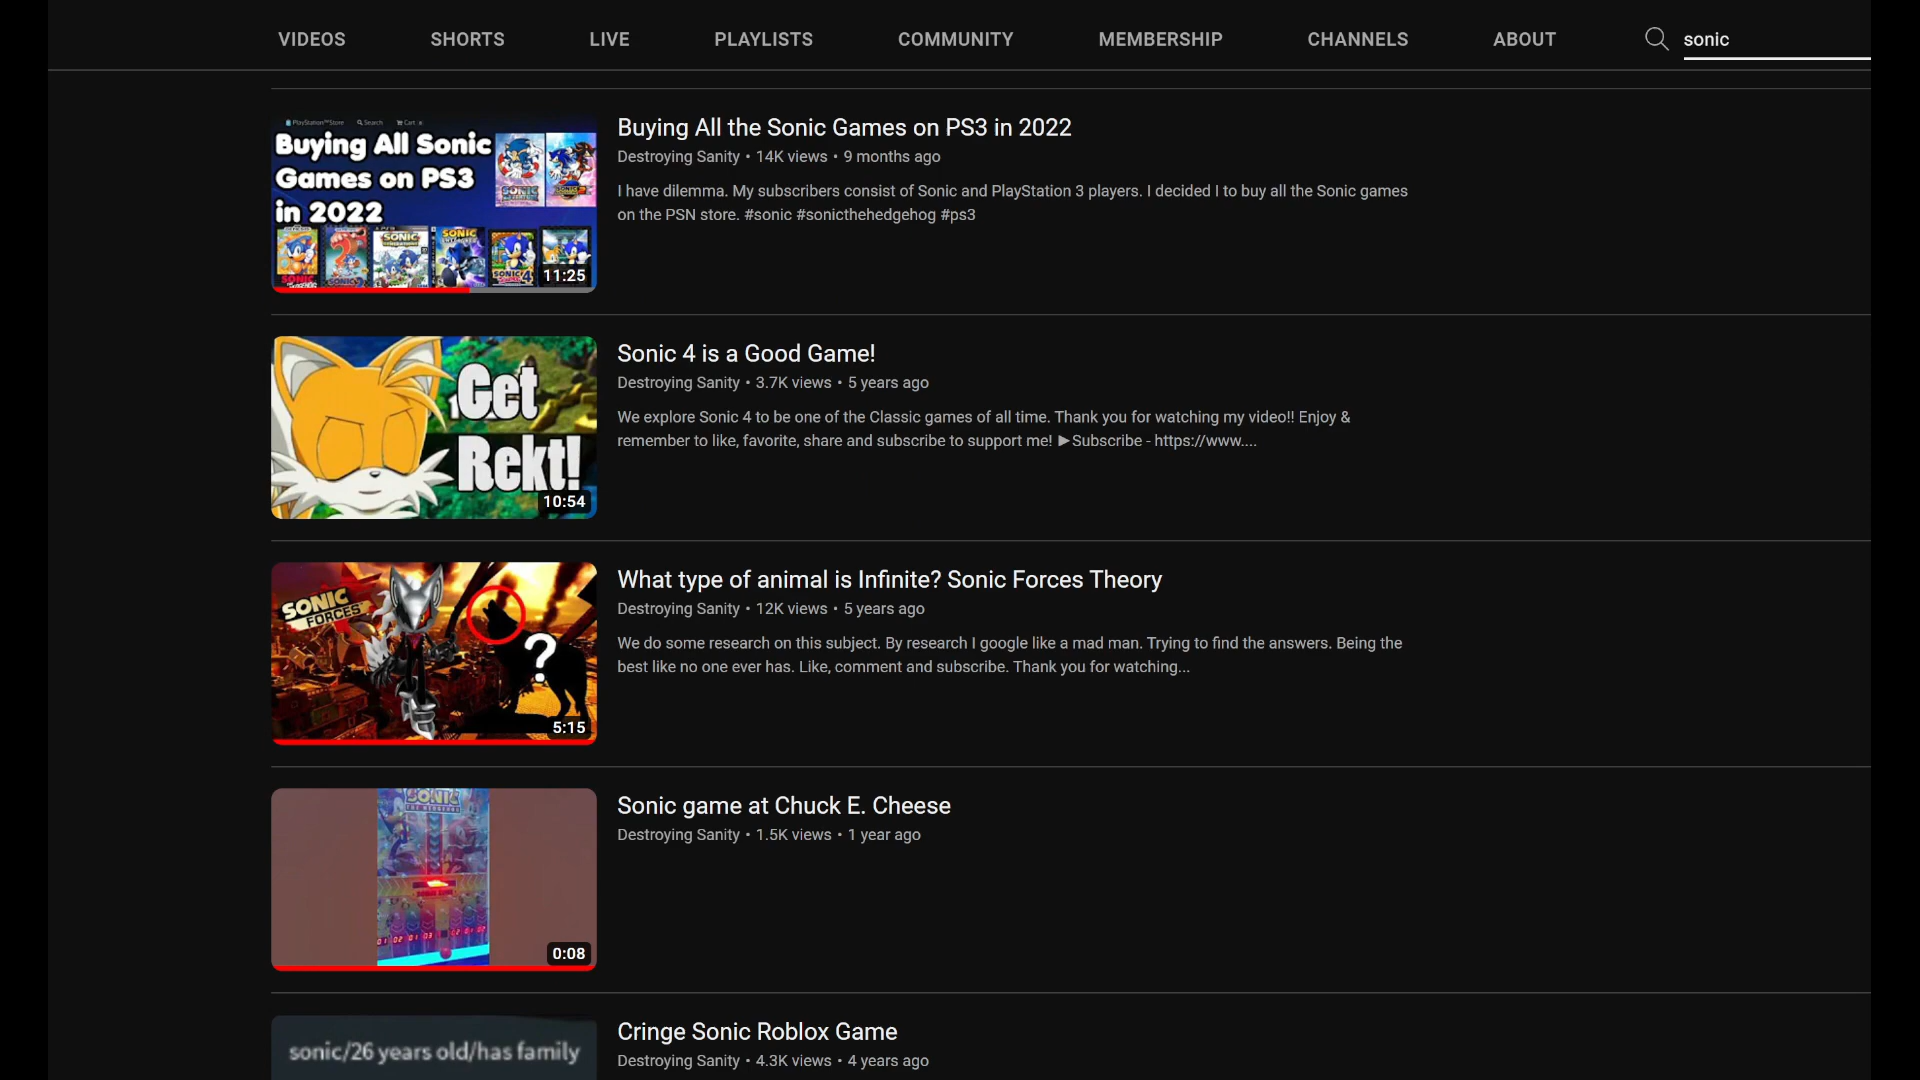 VIDEOS SHORTS LIVE PLAYLISTS COMMUNITY MEMBERSHIP CHANNELS ABOUT sonic
PlayStation™Store Search Cart
Buying All Sonic
Games on PS3
in 2022
11:25
Buying All the Sonic Games on PS3 in 2022
Destroying Sanity • 14K views • 9 months ago
I have dilemma. My subscribers consist of Sonic and PlayStation 3 players. I decided I to buy all the Sonic games
on the PSN store. #sonic #sonicthehedgehog #ps3
Get
Rekt!
10:54
Sonic 4 is a Good Game!
Destroying Sanity • 3.7K views • 5 years ago
We explore Sonic 4 to be one of the Classic games of all time. Thank you for watching my video!! Enjoy &
remember to like, favorite, share and subscribe to support me! ▶Subscribe - https://www....
SONIC
FORCES
?
5:15
What type of animal is Infinite? Sonic Forces Theory
Destroying Sanity • 12K views • 5 years ago
We do some research on this subject. By research I google like a mad man. Trying to find the answers. Being the
best like no one ever has. Like, comment and subscribe. Thank you for watching...
SONIC
THE HEDGEHOG
0:08
Sonic game at Chuck E. Cheese
Destroying Sanity • 1.5K views • 1 year ago
sonic/26 years old/has family
Cringe Sonic Roblox Game
Destroying Sanity • 4.3K views • 4 years ago